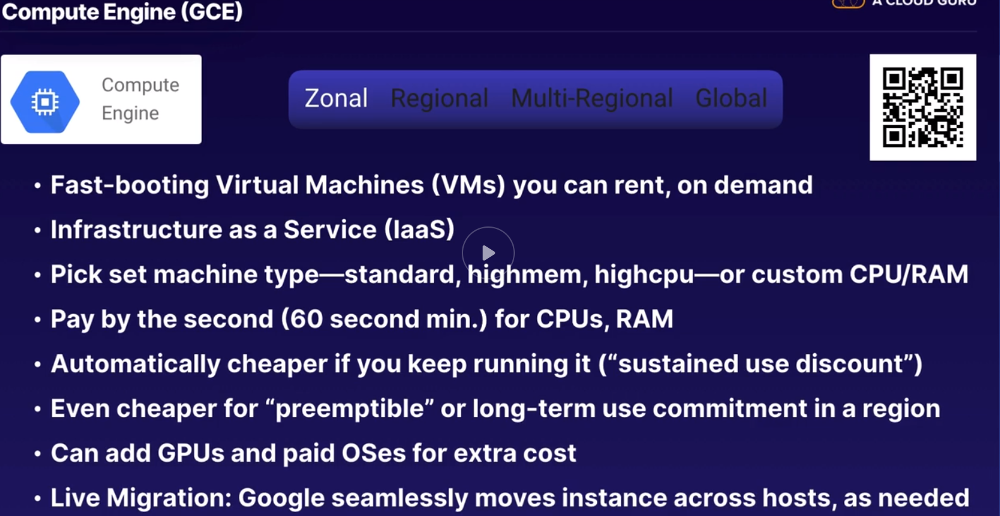 Compute Engine (GCE)
A CLOUD GURU
Compute
Engine
Zonal Regional Multi-Regional Global
• Fast-booting Virtual Machines (VMs) you can rent, on demand
• Infrastructure as a Service (IaaS)
• Pick set machine type—standard, highmem, highcpu—or custom CPU/RAM
• Pay by the second (60 second min.) for CPUs, RAM
• Automatically cheaper if you keep running it (“sustained use discount”)
• Even cheaper for “preemptible” or long-term use commitment in a region
• Can add GPUs and paid OSes for extra cost
• Live Migration: Google seamlessly moves instance across hosts, as needed